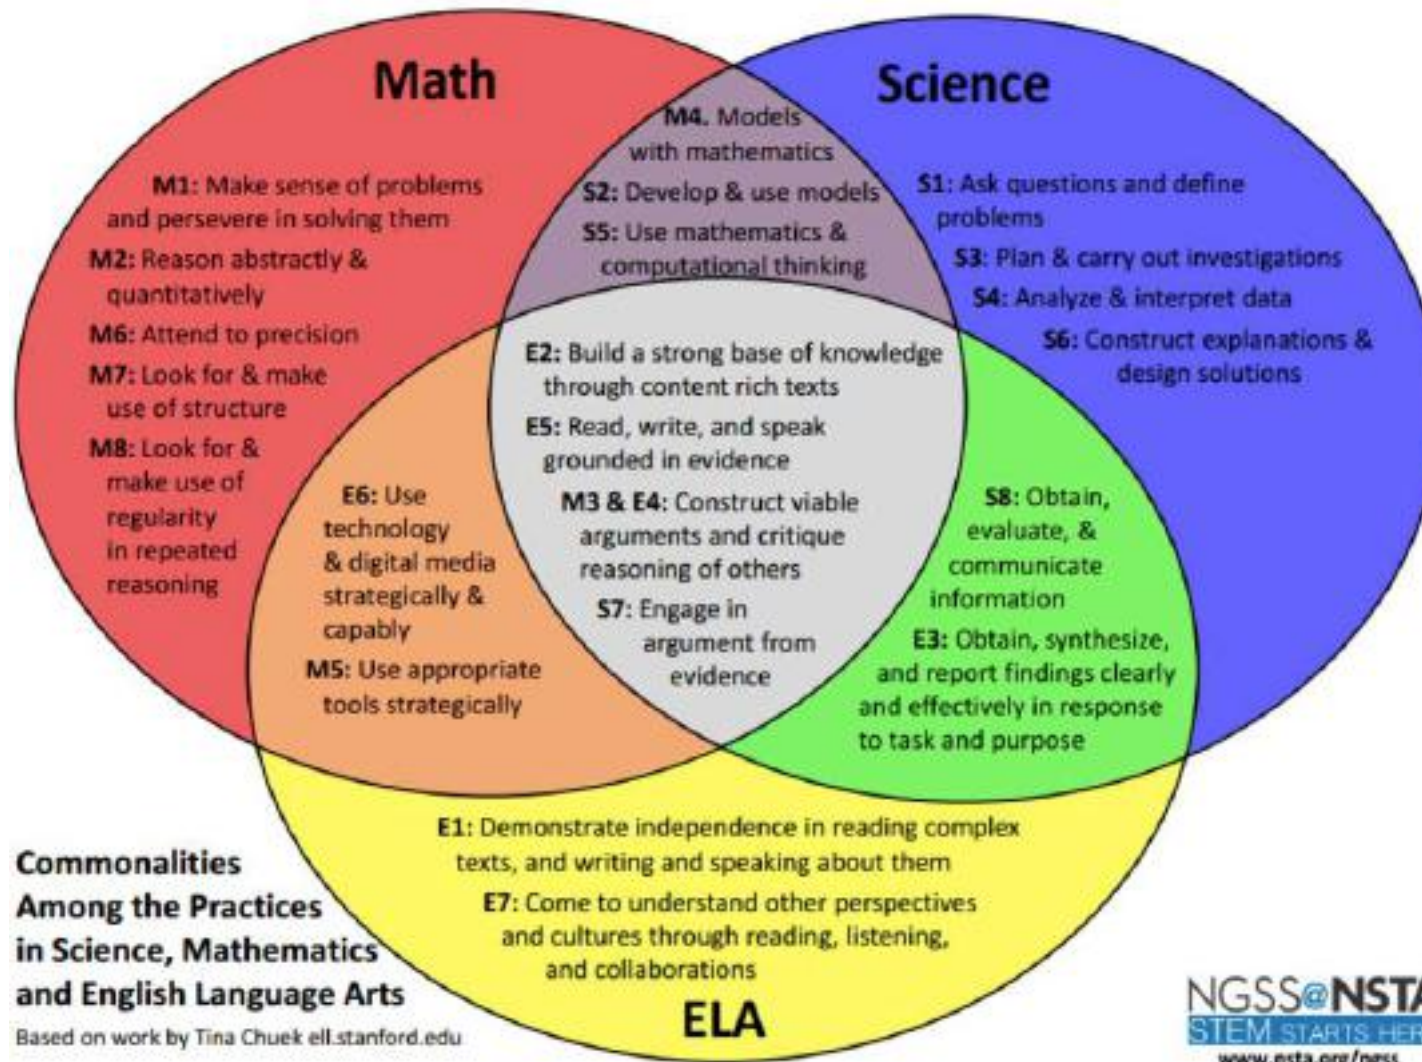 Math
Science
M4. Models
with mathematics
S2: Develop & use models
S5: Use mathematics &
computational thinking
M1: Make sense of problems
and persevere in solving them
M2: Reason abstractly &
quantitatively
M6: Attend to precision
M7: Look for & make
use of structure
M8: Look for &
make use of
regularity
in repeated
reasoning
S1: Ask questions and define
problems
S3: Plan & carry out investigations
S4: Analyze & interpret data
S6: Construct explanations &
design solutions
E2: Build a strong base of knowledge
through content rich texts
E5: Read, write, and speak
grounded in evidence
M3 & E4: Construct viable
arguments and critique
reasoning of others
S7: Engage in
argument from
evidence
E6: Use
technology
& digital media
strategically &
capably
M5: Use appropriate
tools strategically
S8: Obtain,
evaluate, &
communicate
information
E3: Obtain, synthesize,
and report findings clearly
and effectively in response
to task and purpose
E1: Demonstrate independence in reading complex
texts, and writing and speaking about them
E7: Come to understand other perspectives
and cultures through reading, listening,
and collaborations
ELA
Commonalities
Among the Practices
in Science, Mathematics
and English Language Arts
Based on work by Tina Chuek ell.stanford.edu
NGSS@NSTA
STEM STARTS HER
www.nsta.org/ngss